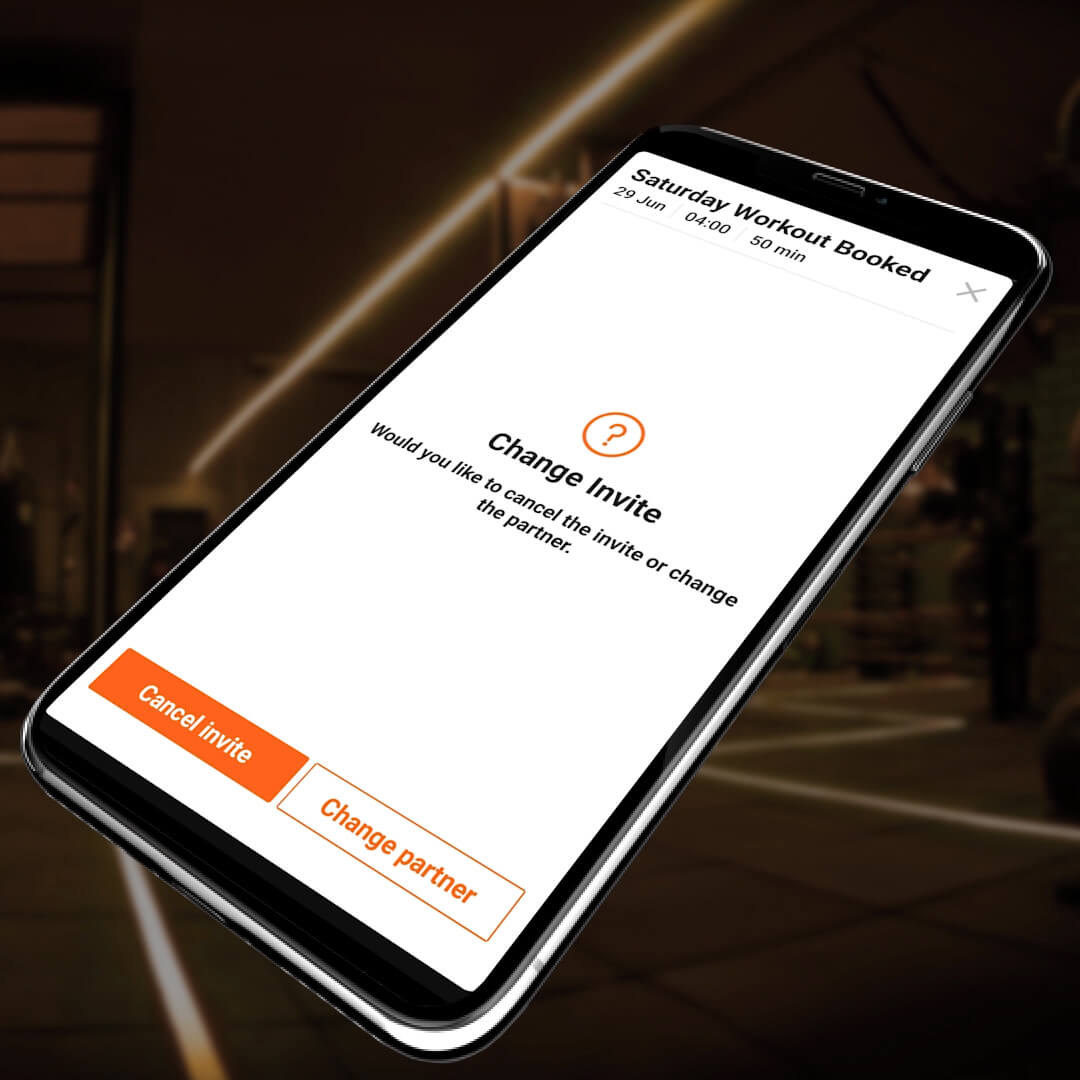 Saturday Workout Booked
29 Jun 04:00 50 min
?
Change Invite
Would you like to cancel the invite or change
the partner.
Cancel invite
Change partner